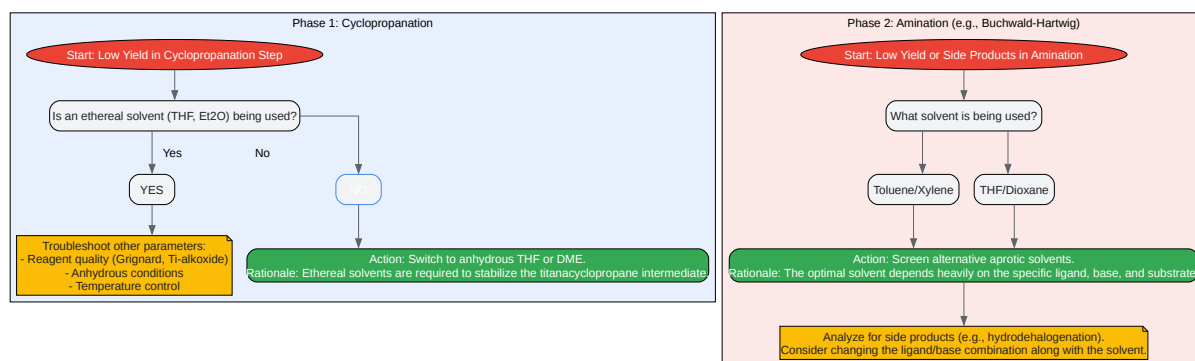 Phase 1: Cyclopropanation
Start: Low Yield in Cyclopropanation Step
Is an ethereal solvent (THF, Et2O) being used?
Yes
No
YES
NO
Troubleshoot other parameters:
- Reagent quality (Grignard, Ti-alkoxide)
- Anhydrous conditions
- Temperature control
Action: Switch to anhydrous THF or DME.
Rationale: Ethereal solvents are required to stabilize the titanacyclopropane intermediate.
Phase 2: Amination (e.g., Buchwald-Hartwig)
Start: Low Yield or Side Products in Amination
What solvent is being used?
Toluene/Xylene
THF/Dioxane
Action: Screen alternative aprotic solvents.
Rationale: The optimal solvent depends heavily on the specific ligand, base, and substrate.
Analyze for side products (e.g., hydrodehalogenation).
Consider changing the ligand/base combination along with the solvent.